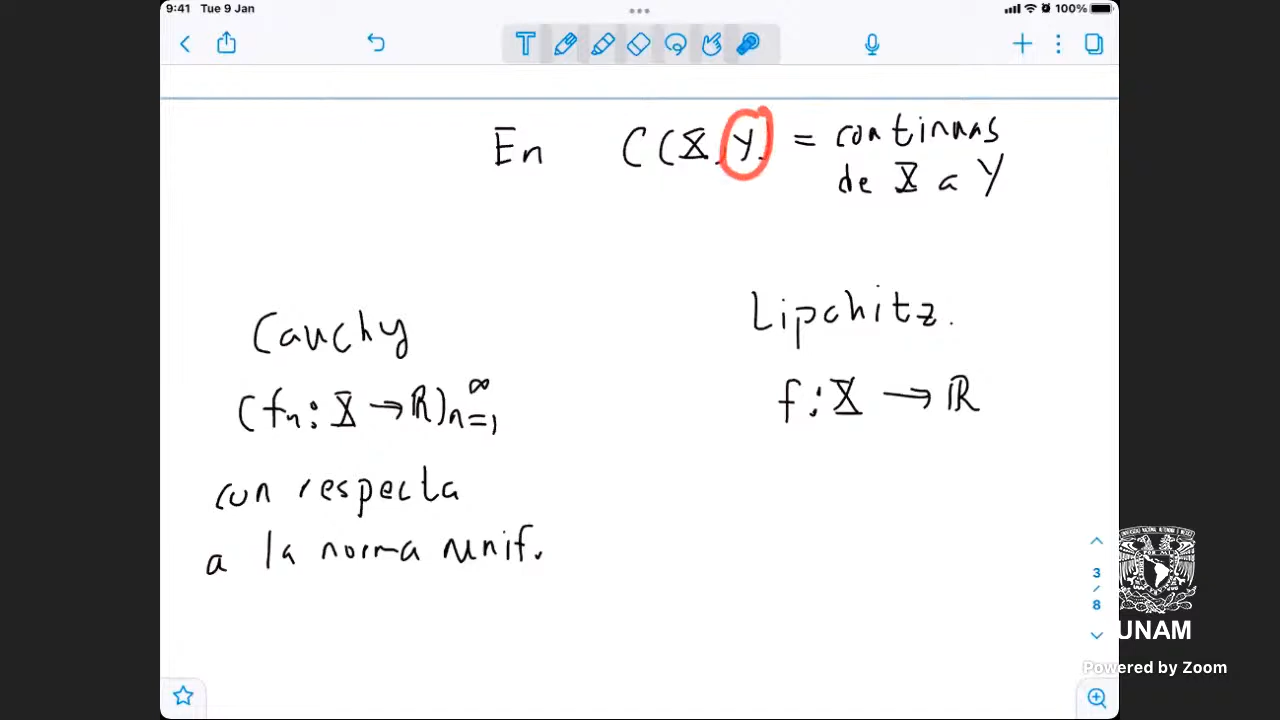 9:41 Tue 9 Jan
100%
T
En C(X, Y) = continuas
de X a Y
Cauchy
(fn: X → ℝ)n=1^∞
con respecta
a la norma unif.
Lipchitz.
f: X → ℝ
3
/
8
UNAM
Powered by Zoom